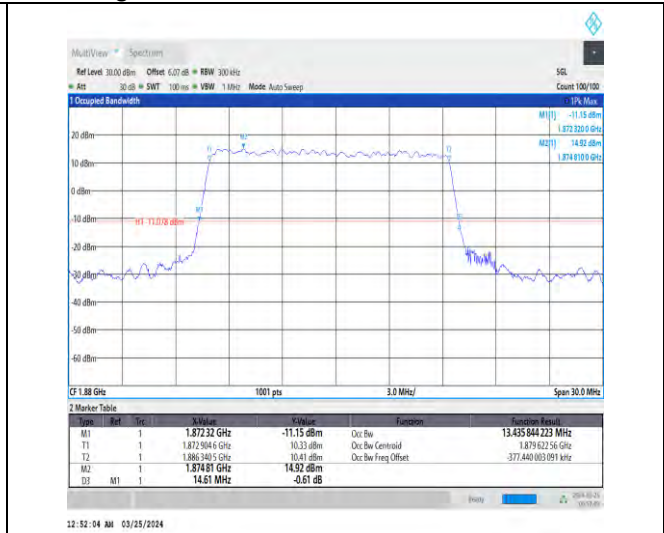 MultiView Spectrum
Ref Level 30.00 dBm Offset 6.07 dB RBW 300 kHz SGL
Att 30 dB SWT 100 ms VBW 1 MHz Mode Auto Sweep Count 100/100
1 Occupied Bandwidth 1Pk Max
M1[1] -11.15 dBm
1.872 320 0 GHz
M2[1] 14.92 dBm
1.874 810 0 GHz
20 dBm
M2
T1
T2
10 dBm
0 dBm
M1
-10 dBm
H1 -11.078 dBm
-20 dBm
-30 dBm
-40 dBm
-50 dBm
-60 dBm
CF 1.88 GHz 1001 pts 3.0 MHz/ Span 30.0 MHz
2 Marker Table
Type Ref Trc X-Value Y-Value Function Function Result
M1 1 1.872 32 GHz -11.15 dBm Occ Bw 13.435 844 223 MHz
T1 1 1.872 904 6 GHz 10.33 dBm Occ Bw Centroid 1.879 622 56 GHz
T2 1 1.886 340 5 GHz 10.41 dBm Occ Bw Freq Offset -377.440 003 091 kHz
M2 1 1.874 81 GHz 14.92 dBm
D3 M1 1 14.61 MHz -0.61 dB
12:52:04 AM 03/25/2024